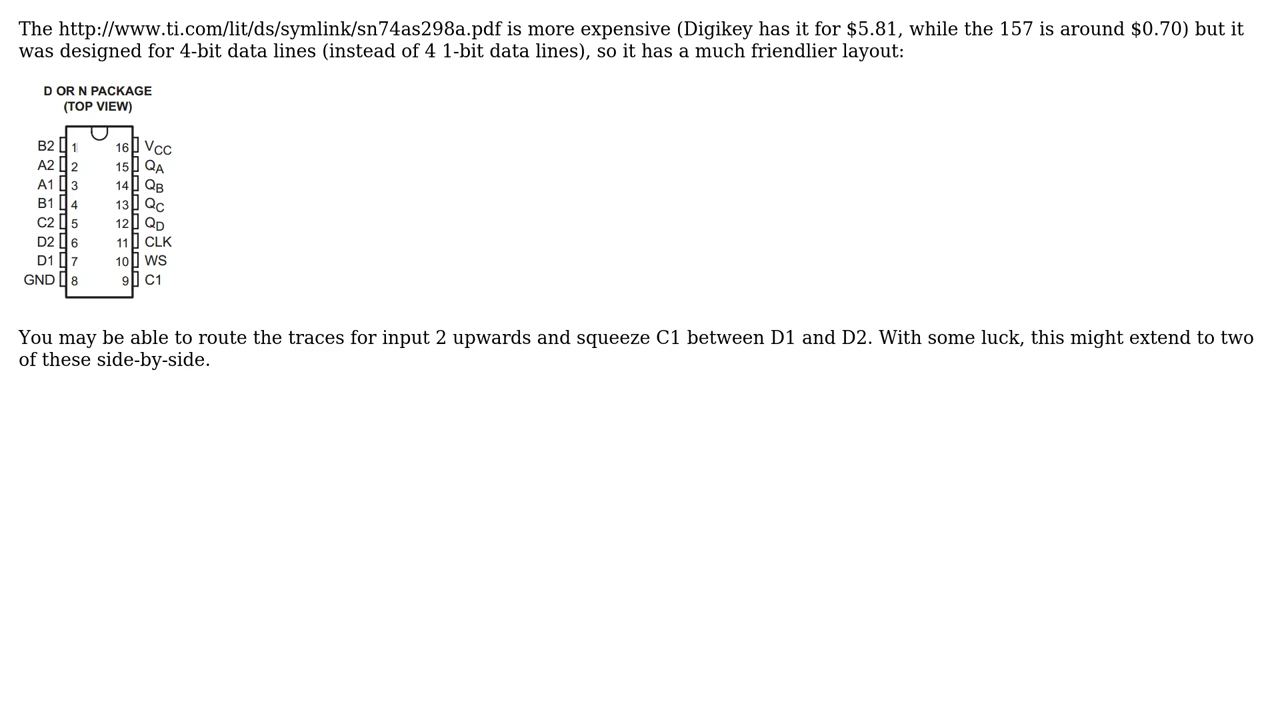 The http://www.ti.com/lit/ds/symlink/sn74as298a.pdf is more expensive (Digikey has it for $5.81, while the 157 is around $0.70) but it
was designed for 4-bit data lines (instead of 4 1-bit data lines), so it has a much friendlier layout:
D OR N PACKAGE
(TOP VIEW)
B2 1 16 VCC
A2 2 15 QA
A1 3 14 QB
B1 4 13 QC
C2 5 12 QD
D2 6 11 CLK
D1 7 10 WS
GND 8 9 C1
You may be able to route the traces for input 2 upwards and squeeze C1 between D1 and D2. With some luck, this might extend to two
of these side-by-side.